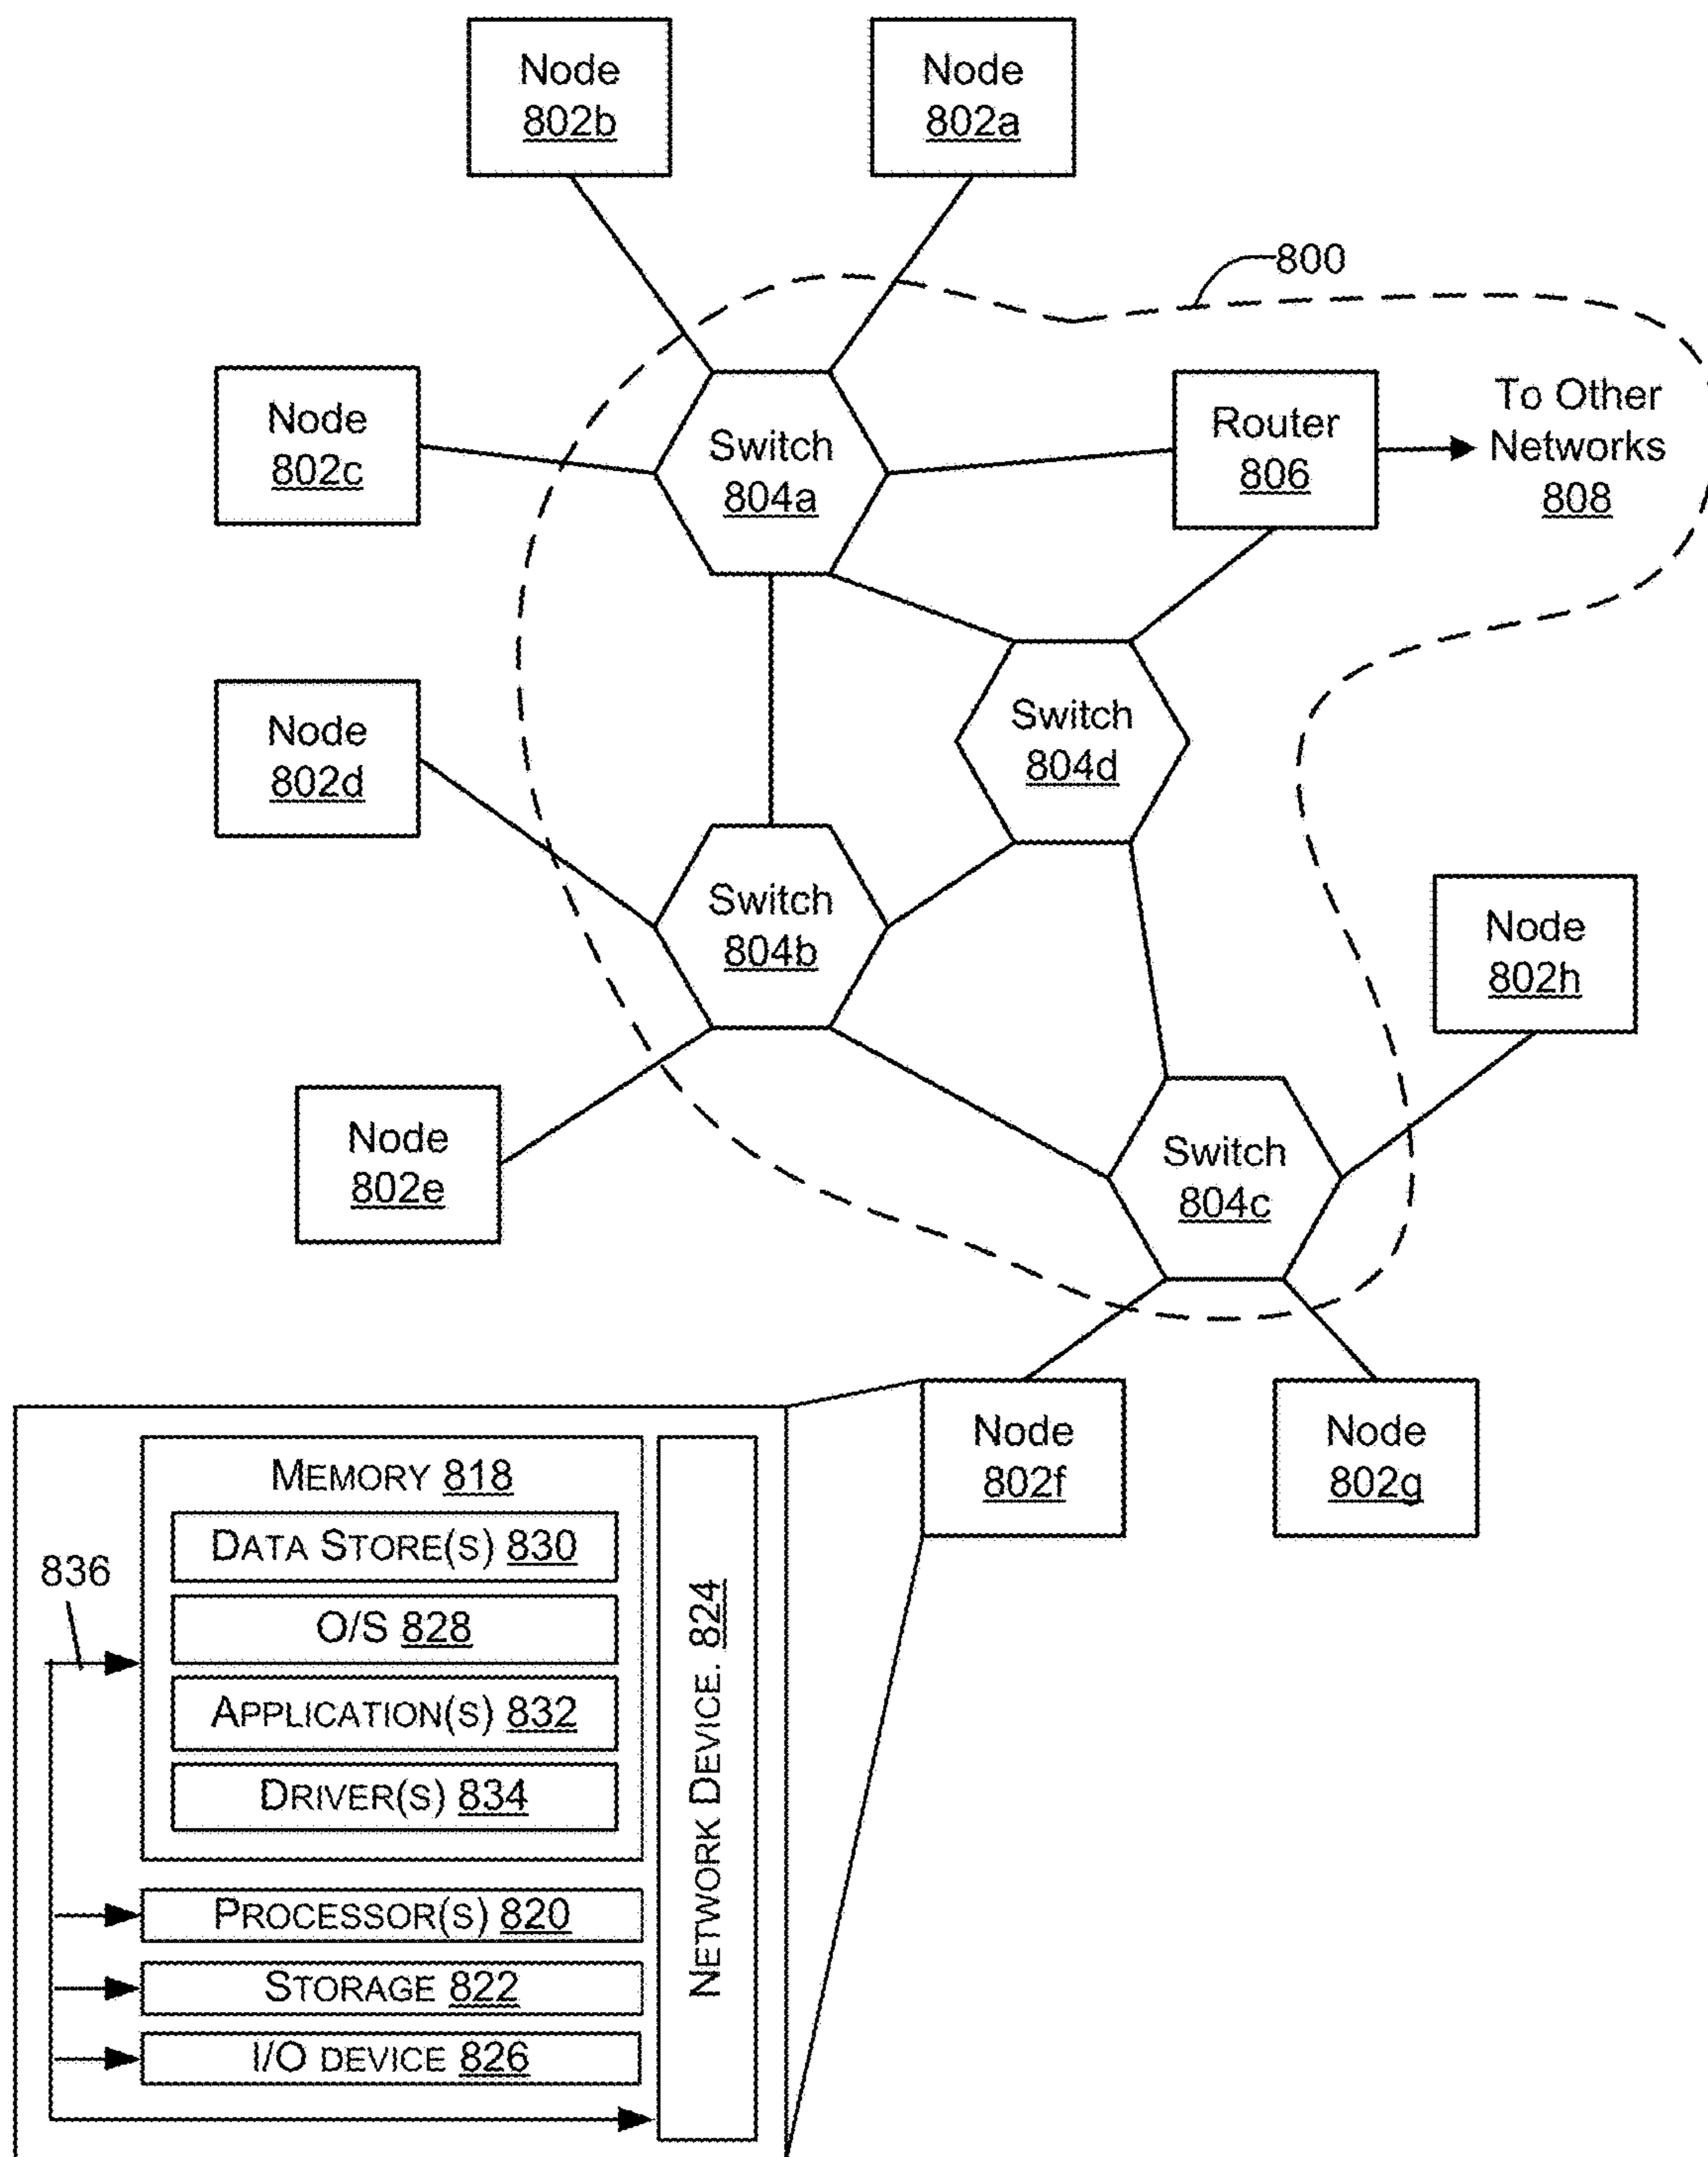 Node
802b
Node
802a
800
Node
802c
Switch
804a
Router
806
To Other
Networks
808
Node
802d
Switch
804d
Switch
804b
Node
802h
Node
802e
Switch
804c
Node
802f
Node
802g
MEMORY 818
DATA STORE(S) 830
836
O/S 828
APPLICATION(S) 832
DRIVER(S) 834
NETWORK DEVICE. 824
PROCESSOR(S) 820
STORAGE 822
I/O DEVICE 826